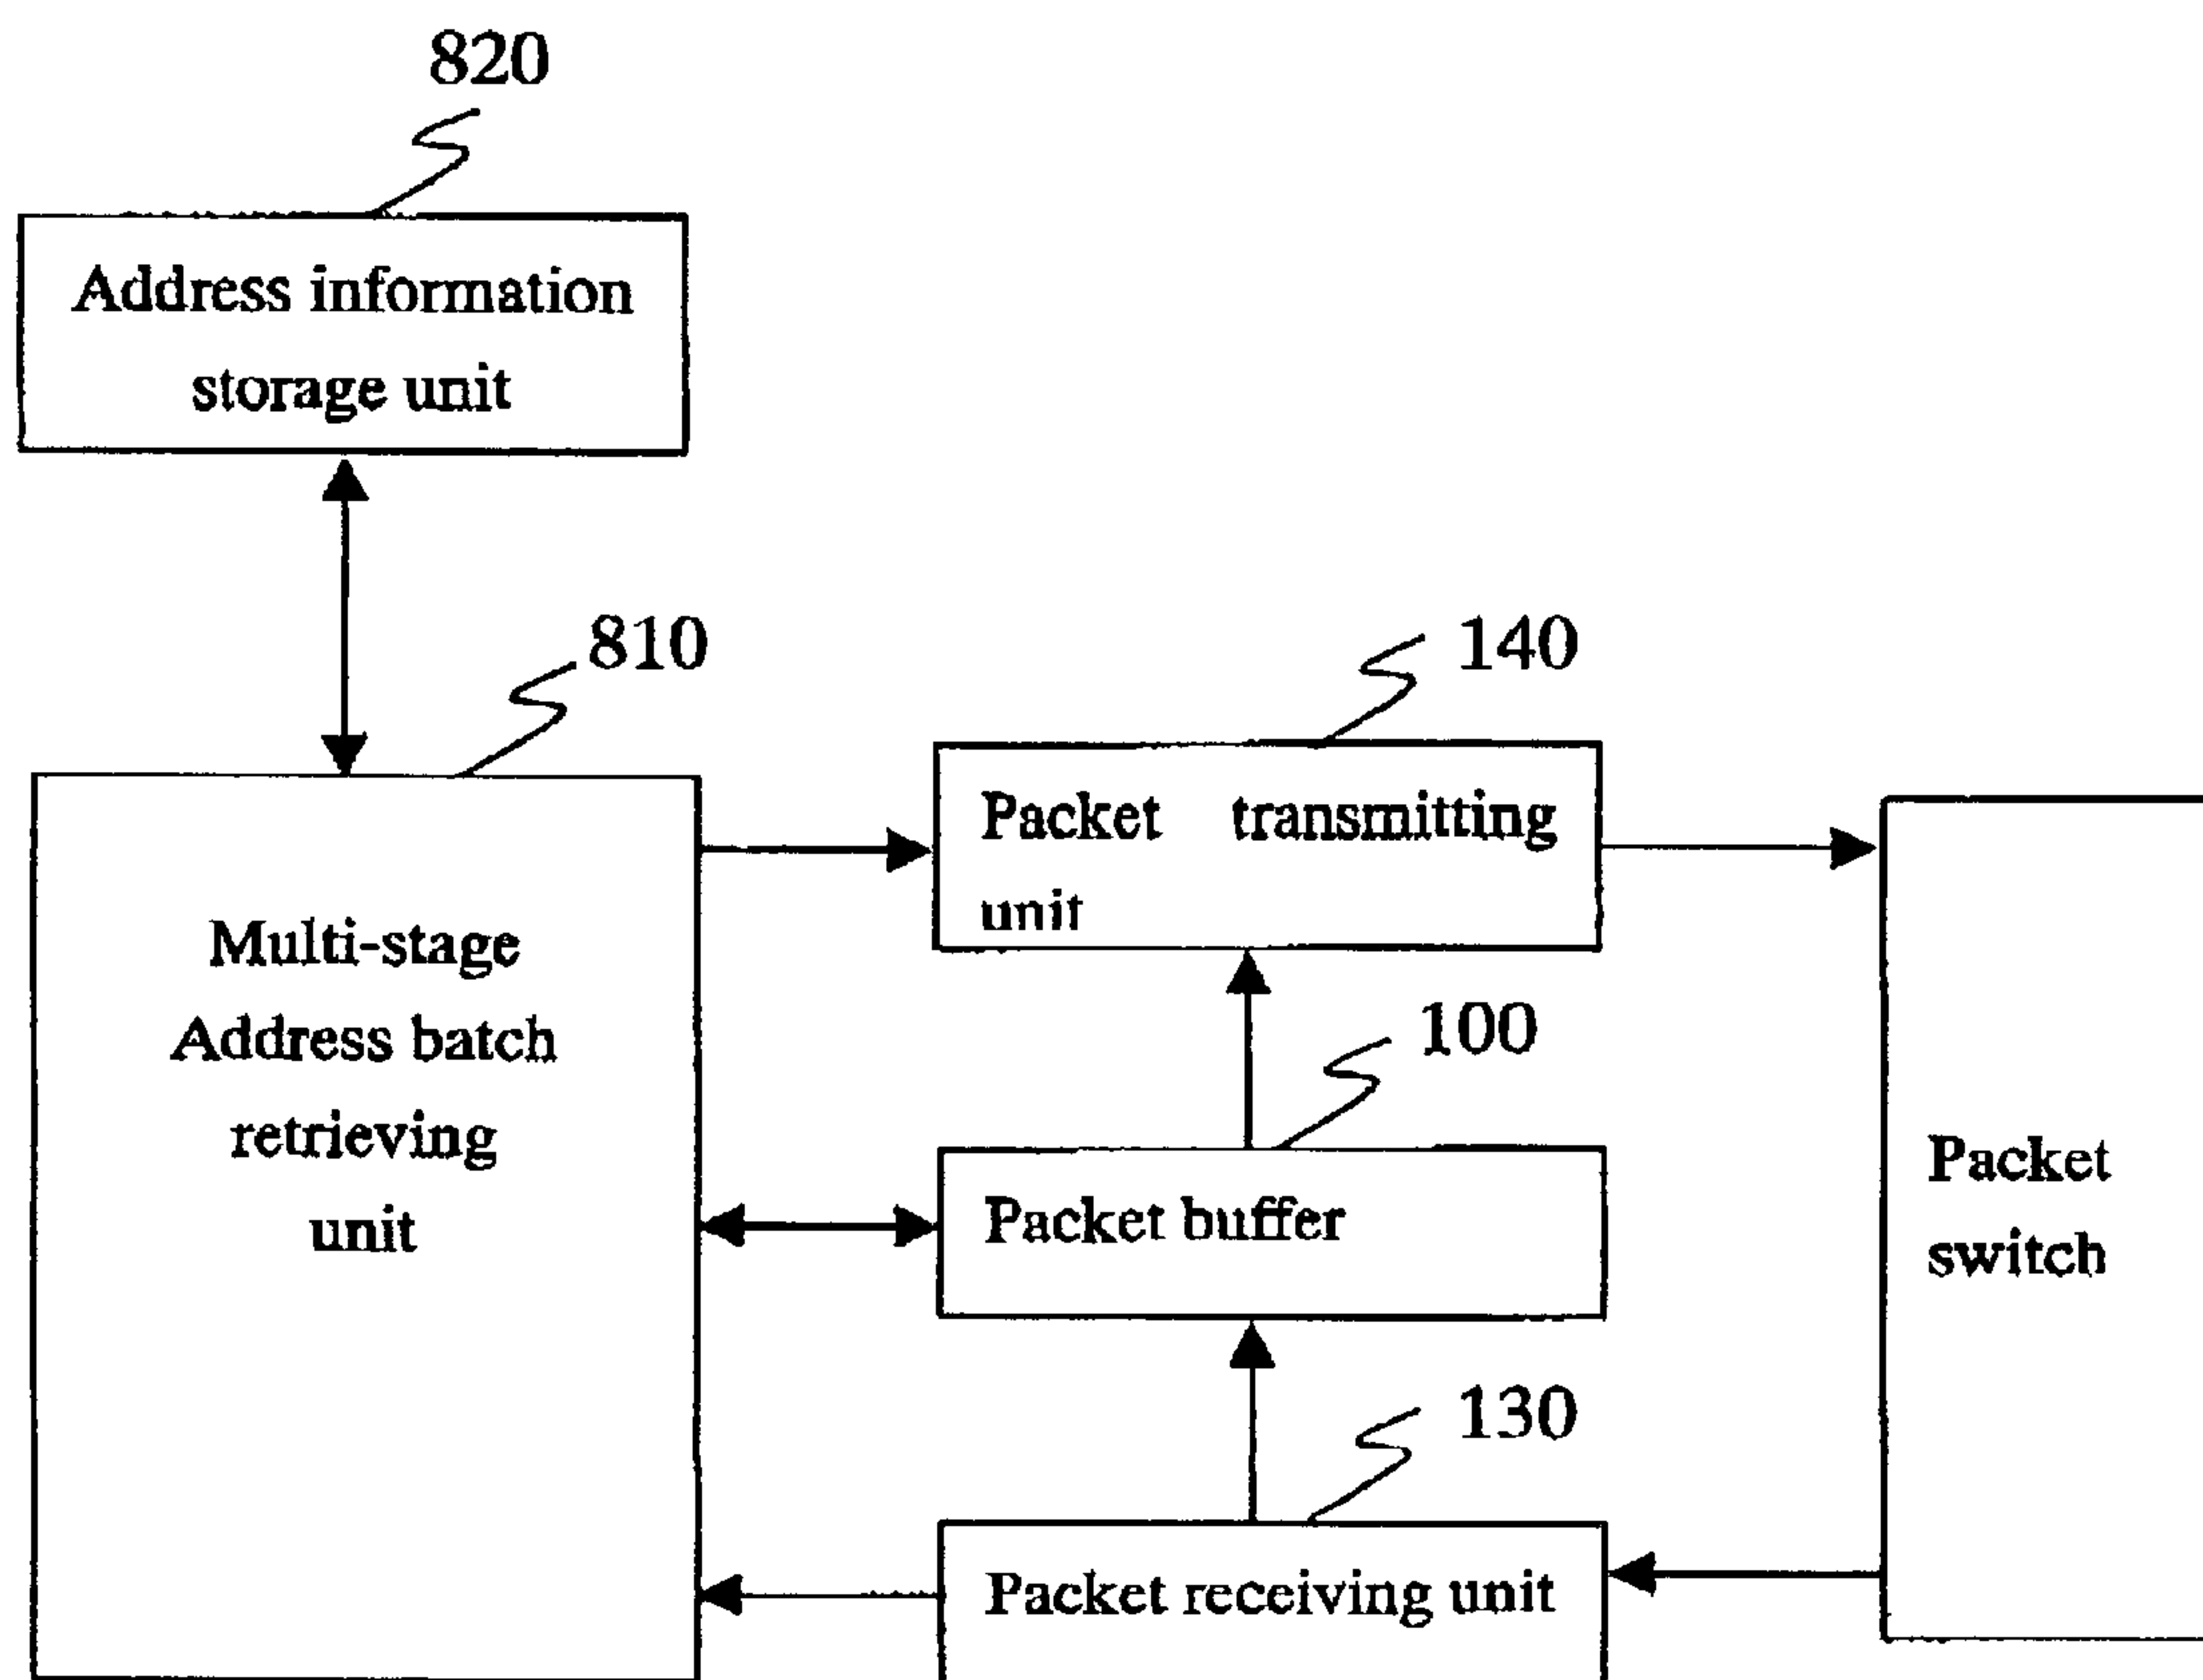 820
Address information
storage unit
810
140
Packet transmitting
unit
Multi-stage
Address batch
retrieving
unit
100
Packet buffer
Packet
switch
130
Packet receiving unit